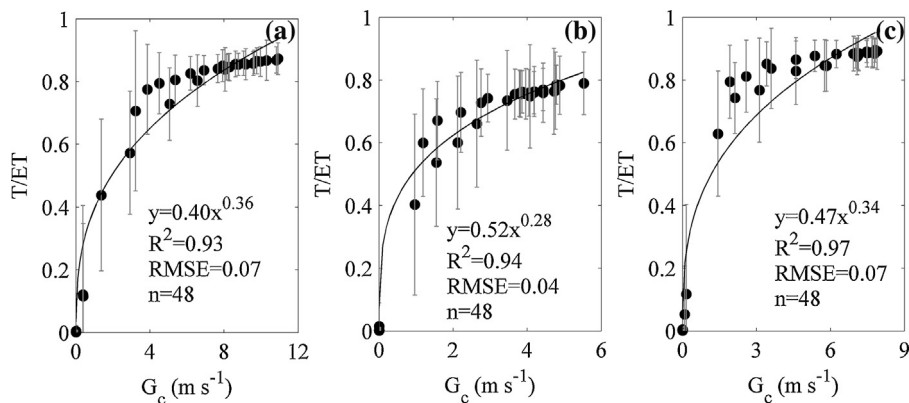 (a)
1
0.8
0.6
0.4
0.2
0
T/ET
y=0.40x^0.36
R^2=0.93
RMSE=0.07
n=48
0 4 8 12
G_c (m s^-1)
(b)
1
0.8
0.6
0.4
0.2
0
T/ET
y=0.52x^0.28
R^2=0.94
RMSE=0.04
n=48
0 2 4 6
G_c (m s^-1)
(c)
1
0.8
0.6
0.4
0.2
0
T/ET
y=0.47x^0.34
R^2=0.97
RMSE=0.07
n=48
0 3 6 9
G_c (m s^-1)